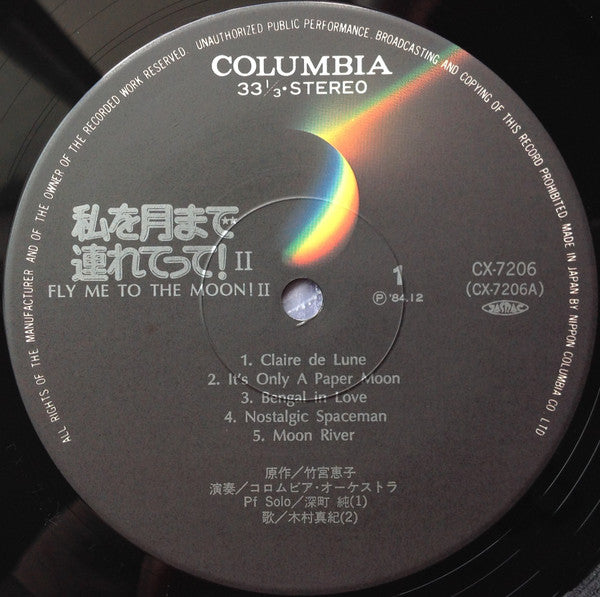 ALL RIGHTS OF THE MANUFACTURER AND OF THE OWNER OF THE RECORDED WORK RESERVED. UNAUTHORIZED PUBLIC PERFORMANCE, BROADCASTING AND COPYING OF THIS RECORD PROHIBITED. MADE IN JAPAN BY NIPPON COLUMBIA CO. LTD
COLUMBIA
33⅓·STEREO
私を月まで
連れてって! II
FLY ME TO THE MOON! II
1
Ⓟ '84.12
CX-7206
(CX-7206A)
JASRAC
1. Claire de Lune
2. It's Only A Paper Moon
3. Bengal in Love
4. Nostalgic Spaceman
5. Moon River
原作/竹宮恵子
演奏/コロムビア・オーケストラ
Pf Solo/深町 純(1)
歌/木村真紀(2)